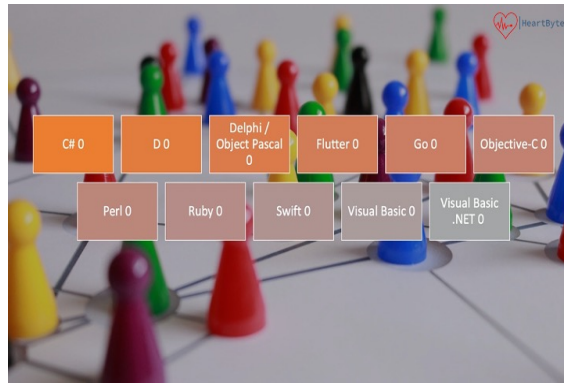 HeartByte
C# 0
D 0
Delphi /
Object Pascal
0
Flutter 0
Go 0
Objective-C 0
Perl 0
Ruby 0
Swift 0
Visual Basic 0
Visual Basic
.NET 0